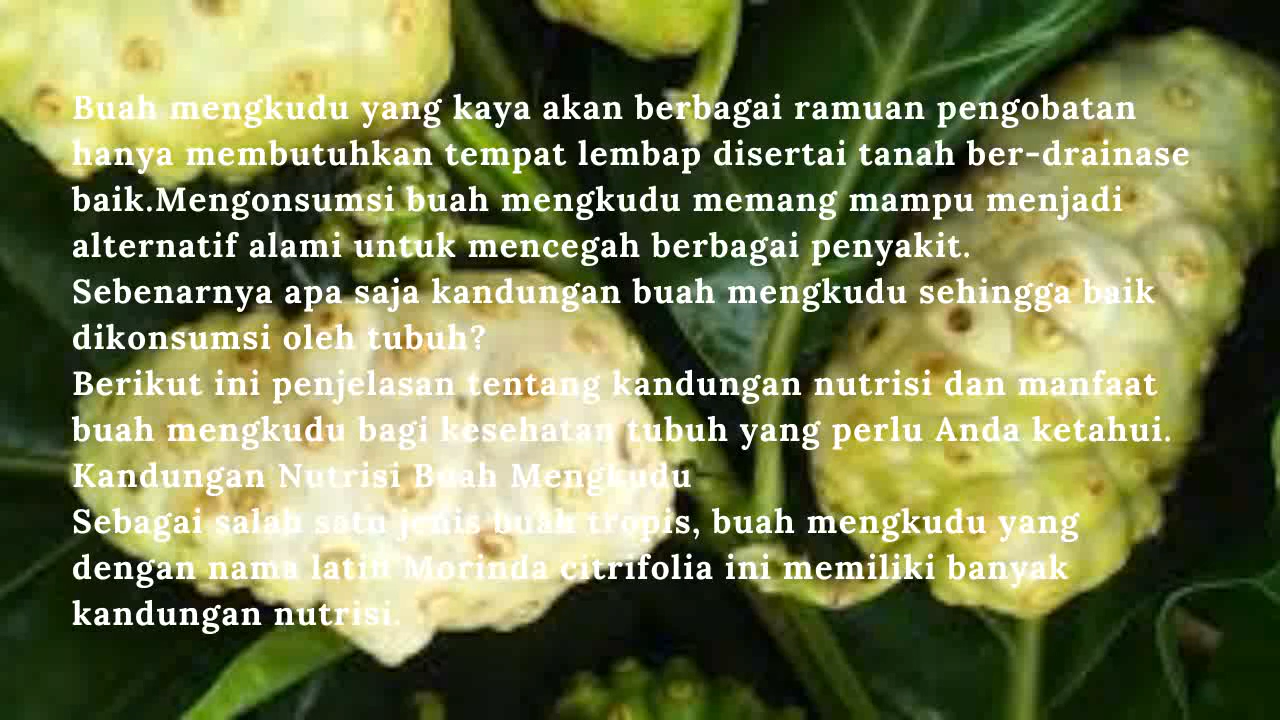 Buah mengkudu yang kaya akan berbagai ramuan pengobatan
hanya membutuhkan tempat lembap disertai tanah ber-drainase
baik.Mengonsumsi buah mengkudu memang mampu menjadi
alternatif alami untuk mencegah berbagai penyakit.
Sebenarnya apa saja kandungan buah mengkudu sehingga baik
dikonsumsi oleh tubuh?
Berikut ini penjelasan tentang kandungan nutrisi dan manfaat
buah mengkudu bagi kesehatan tubuh yang perlu Anda ketahui.
Kandungan Nutrisi Buah Mengkudu
Sebagai salah satu jenis buah tropis, buah mengkudu yang
dengan nama latin Morinda citrifolia ini memiliki banyak
kandungan nutrisi.